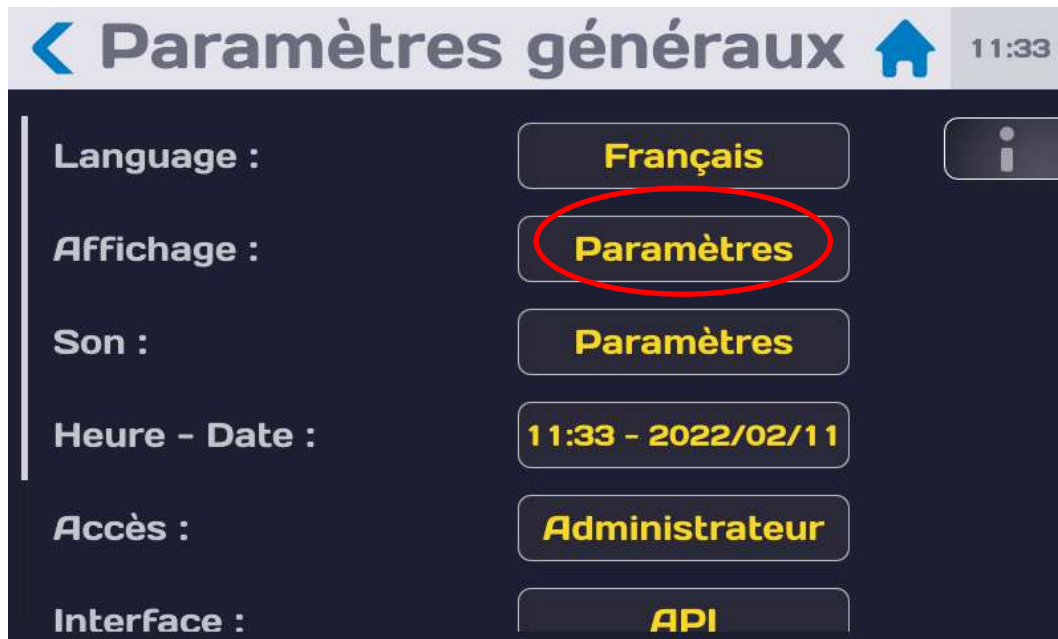 Paramètres généraux 11:33
Language : Français
Affichage : Paramètres
Son : Paramètres
Heure - Date : 11:33 - 2022/02/11
Accès : Administrateur
Interface : API